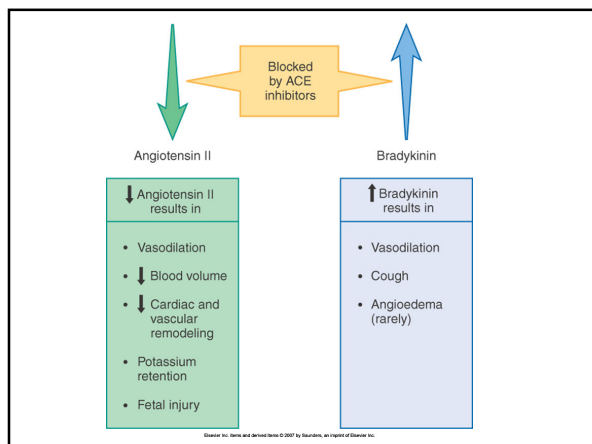 Blocked
by ACE
inhibitors
Angiotensin II
Bradykinin
⬇ Angiotensin II
results in
• Vasodilation
• ⬇ Blood volume
• ⬇ Cardiac and
vascular
remodeling
• Potassium
retention
• Fetal injury
⬆ Bradykinin
results in
• Vasodilation
• Cough
• Angioedema
(rarely)
Elsevier Inc. items and derived items © 2007 by Saunders, an imprint of Elsevier Inc.